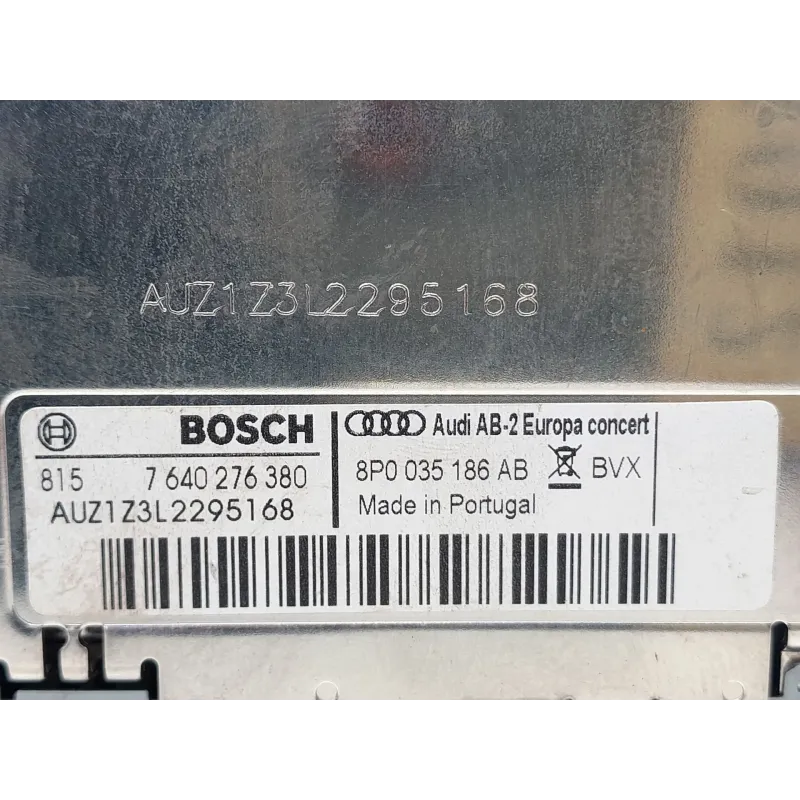 AUZ1Z3L2295168
BOSCH
815 7 640 276 380
AUZ1Z3L2295168
Audi AB-2 Europa concert
8P0 035 186 AB BVX
Made in Portugal